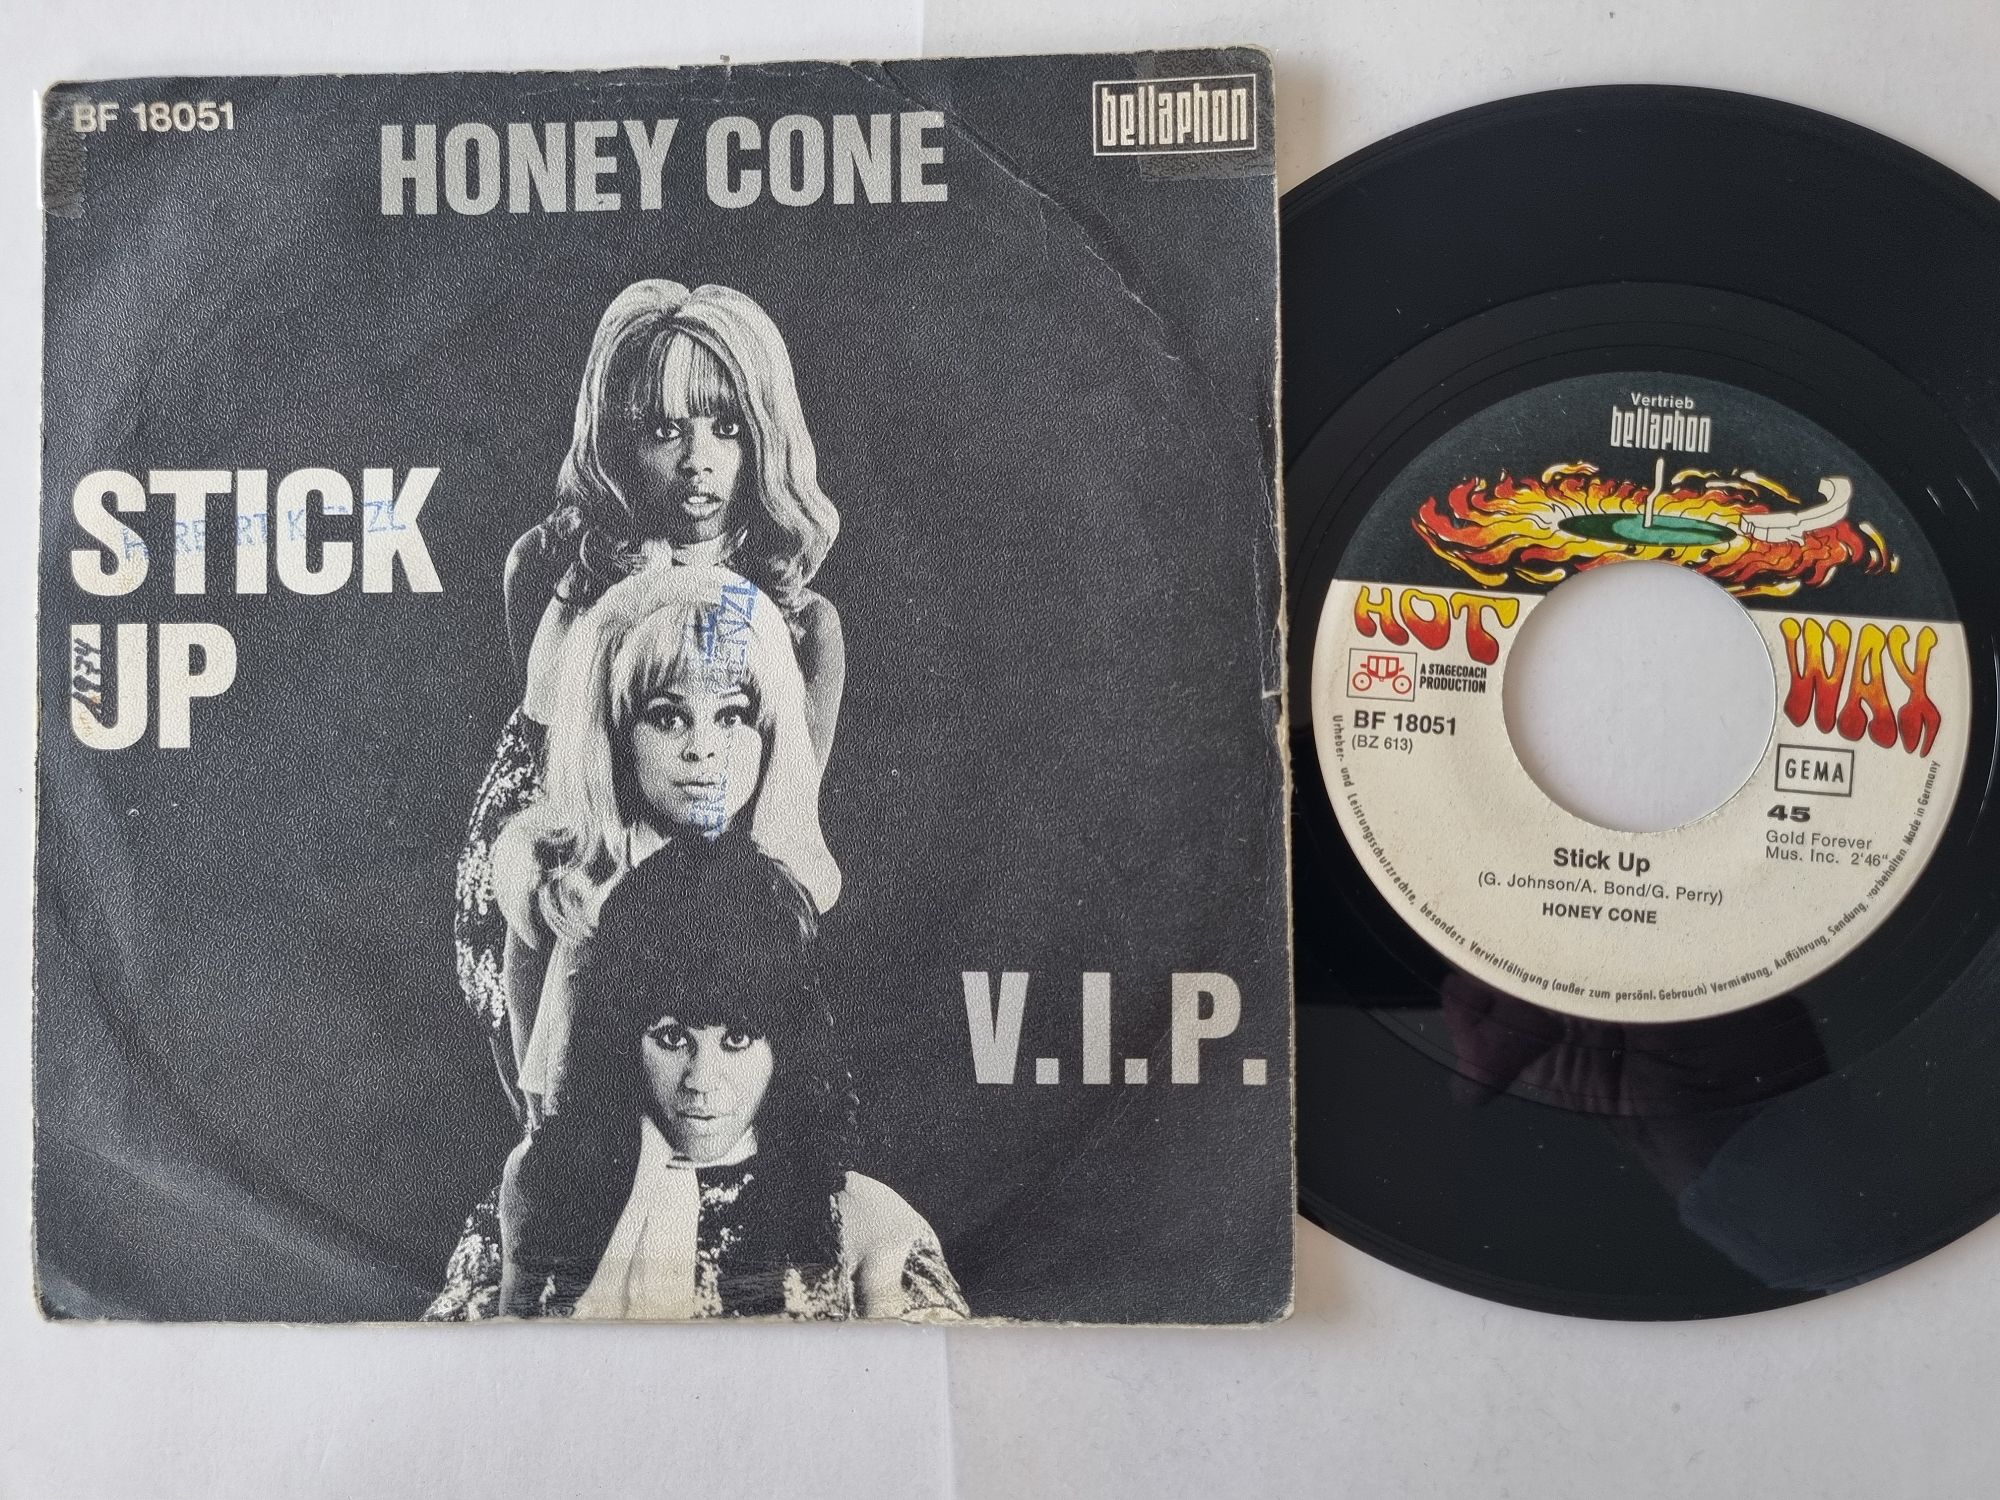 BF 18051
HONEY CONE
bellaphon
STICK
UP
V.I.P.
Vertrieb
bellaphon
HOT
WAX
A STAGECOACH
PRODUCTION
BF 18051
(BZ 613)
GEMA
45
Gold Forever
Mus. Inc. 2'46"
Stick Up
(G. Johnson/A. Bond/G. Perry)
HONEY CONE
Urheber- und Leistungsschutzrechte, besonders Vervielfältigung (außer zum persönl. Gebrauch) Vermietung, Aufführung, Sendung, vorbehalten. Made in Germany